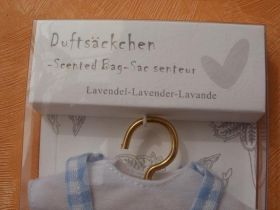 Duftsäckchen
-Scented Bag-Sac senteur
Lavendel-Lavender-Lavande